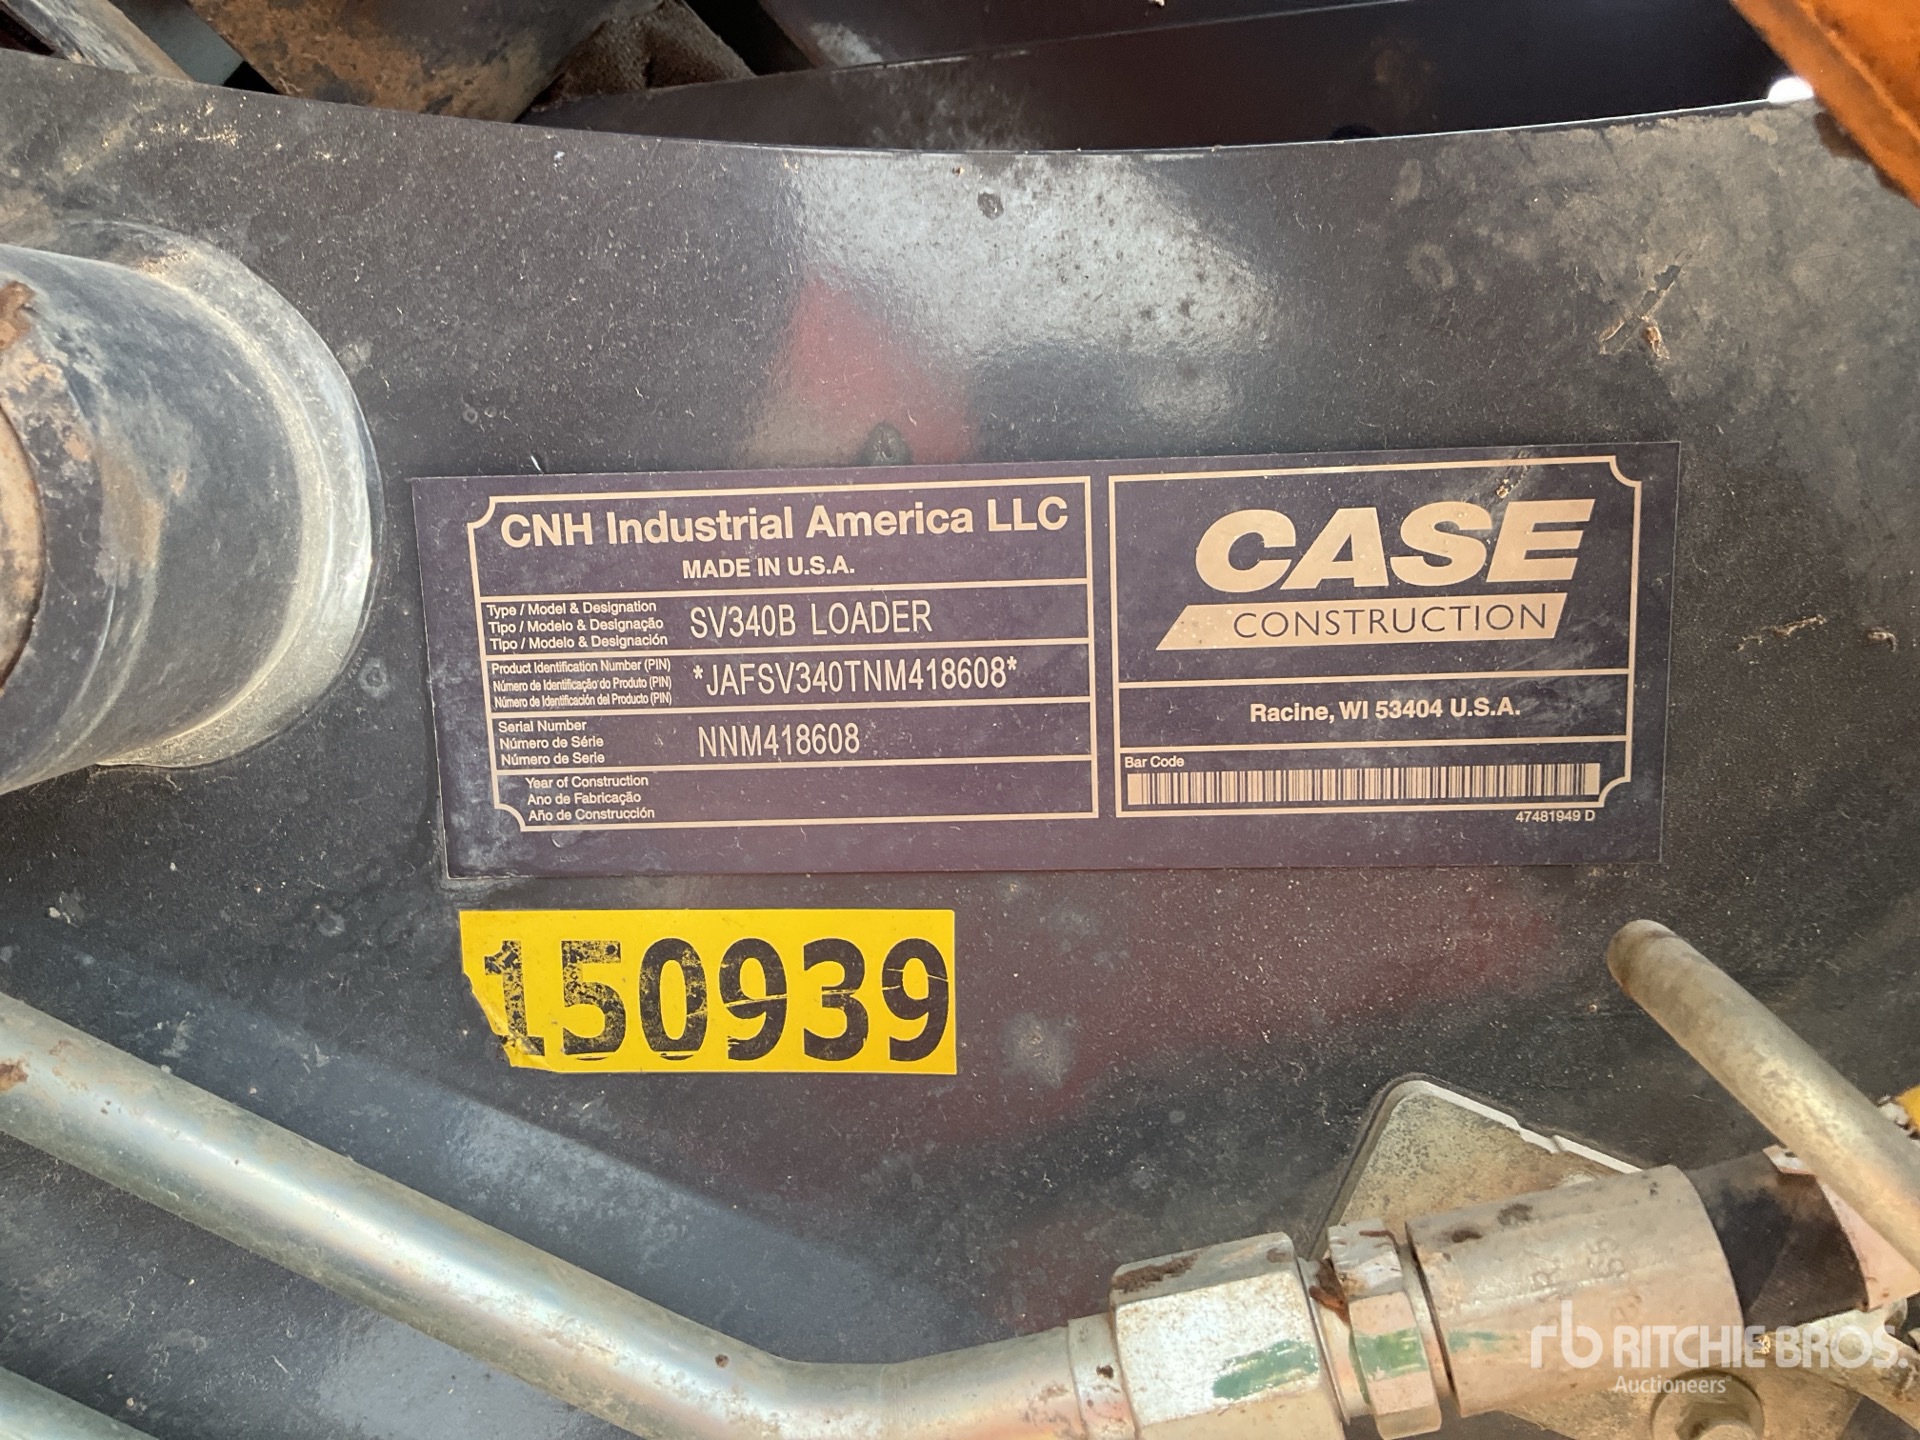 CNH Industrial America LLC
MADE IN U.S.A.
Type / Model & Designation
Tipo / Modelo & Designação
Tipo / Modelo & Designación
SV340B LOADER
Product Identification Number (PIN)
Número de Identificação do Produto (PIN)
Número de Identificación del Producto (PIN)
*JAFSV340TNM418608*
Serial Number
Número de Série
Número de Serie
NNM418608
Year of Construction
Ano de Fabricação
Año de Construcción
CASE
CONSTRUCTION
Racine, WI 53404 U.S.A.
Bar Code
47481949 D
150939
rb RITCHIE BROS.
Auctioneers